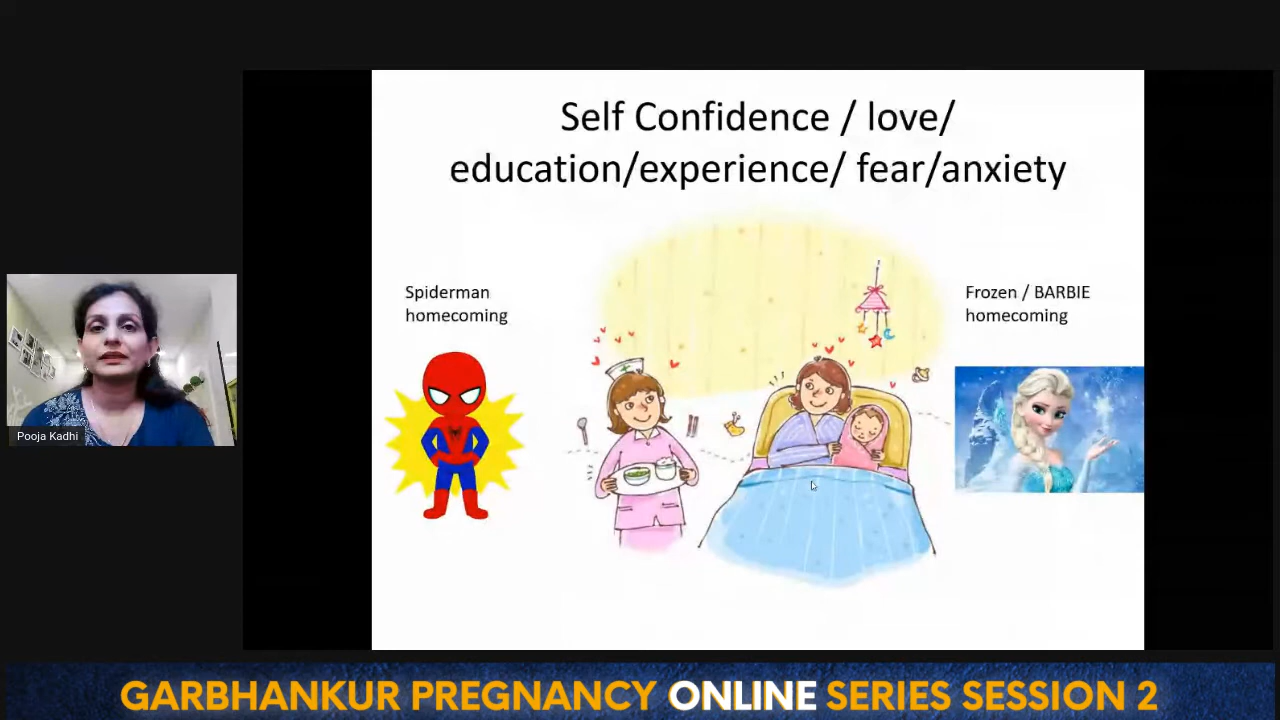 Self Confidence / love/
education/experience/ fear/anxiety
Spiderman
homecoming
Frozen / BARBIE
homecoming
Pooja Kadhi
GARBHANKUR PREGNANCY ONLINE SERIES SESSION 2